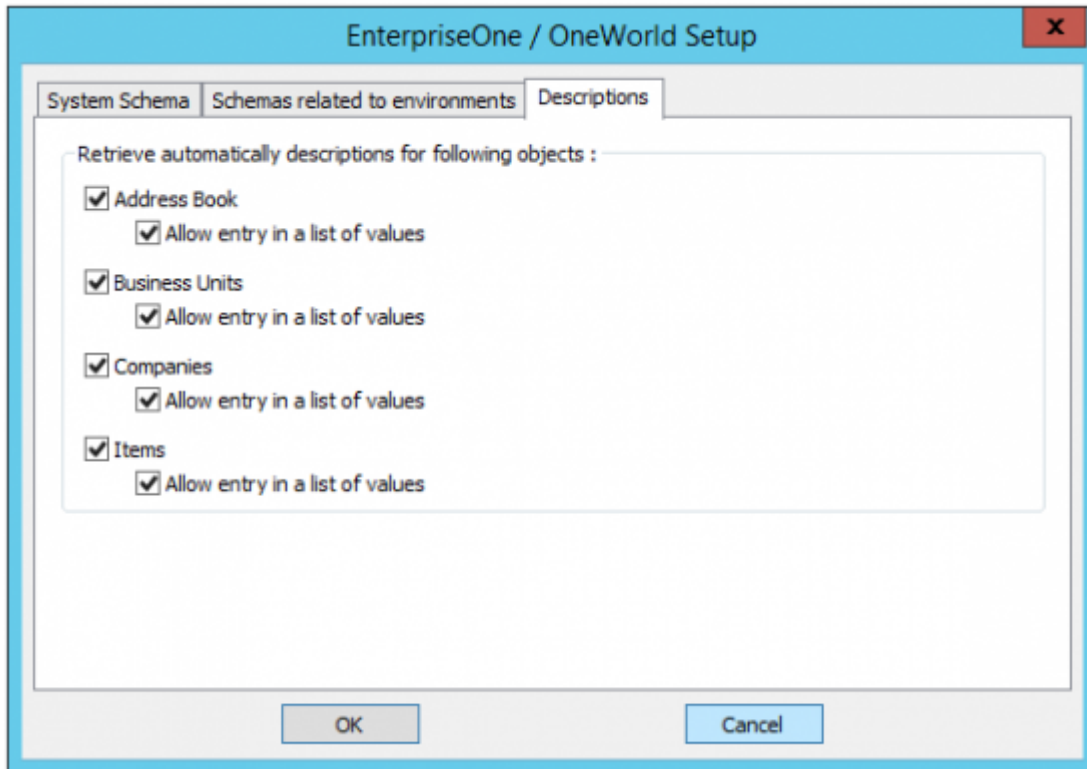 EnterpriseOne / OneWorld Setup
x
System Schema Schemas related to environments Descriptions
Retrieve automatically descriptions for following objects :
Address Book
Allow entry in a list of values
Business Units
Allow entry in a list of values
Companies
Allow entry in a list of values
Items
Allow entry in a list of values
OK Cancel